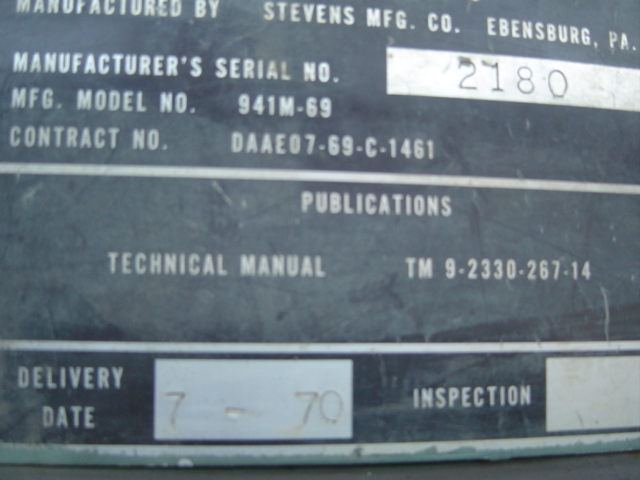 MANUFACTURED BY STEVENS MFG. CO. EBENSBURG, PA.
MANUFACTURER'S SERIAL NO. 2180
MFG. MODEL NO. 941M-69
CONTRACT NO. DAAE07-69-C-1461
PUBLICATIONS
TECHNICAL MANUAL TM 9-2330-267-14
DELIVERY DATE 7 - 70 INSPECTION